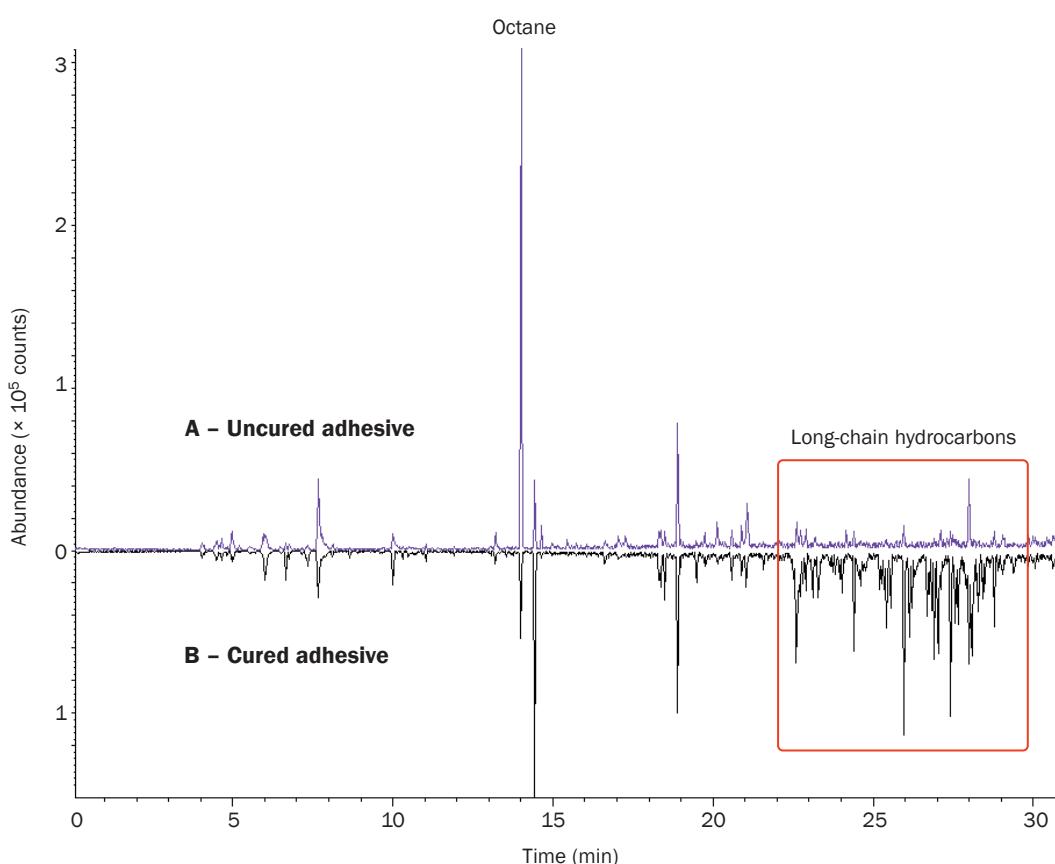 Octane
3
2
1
0
1
Abundance (× 10⁵ counts)
A – Uncured adhesive
Long-chain hydrocarbons
B – Cured adhesive
0 5 10 15 20 25 30
Time (min)